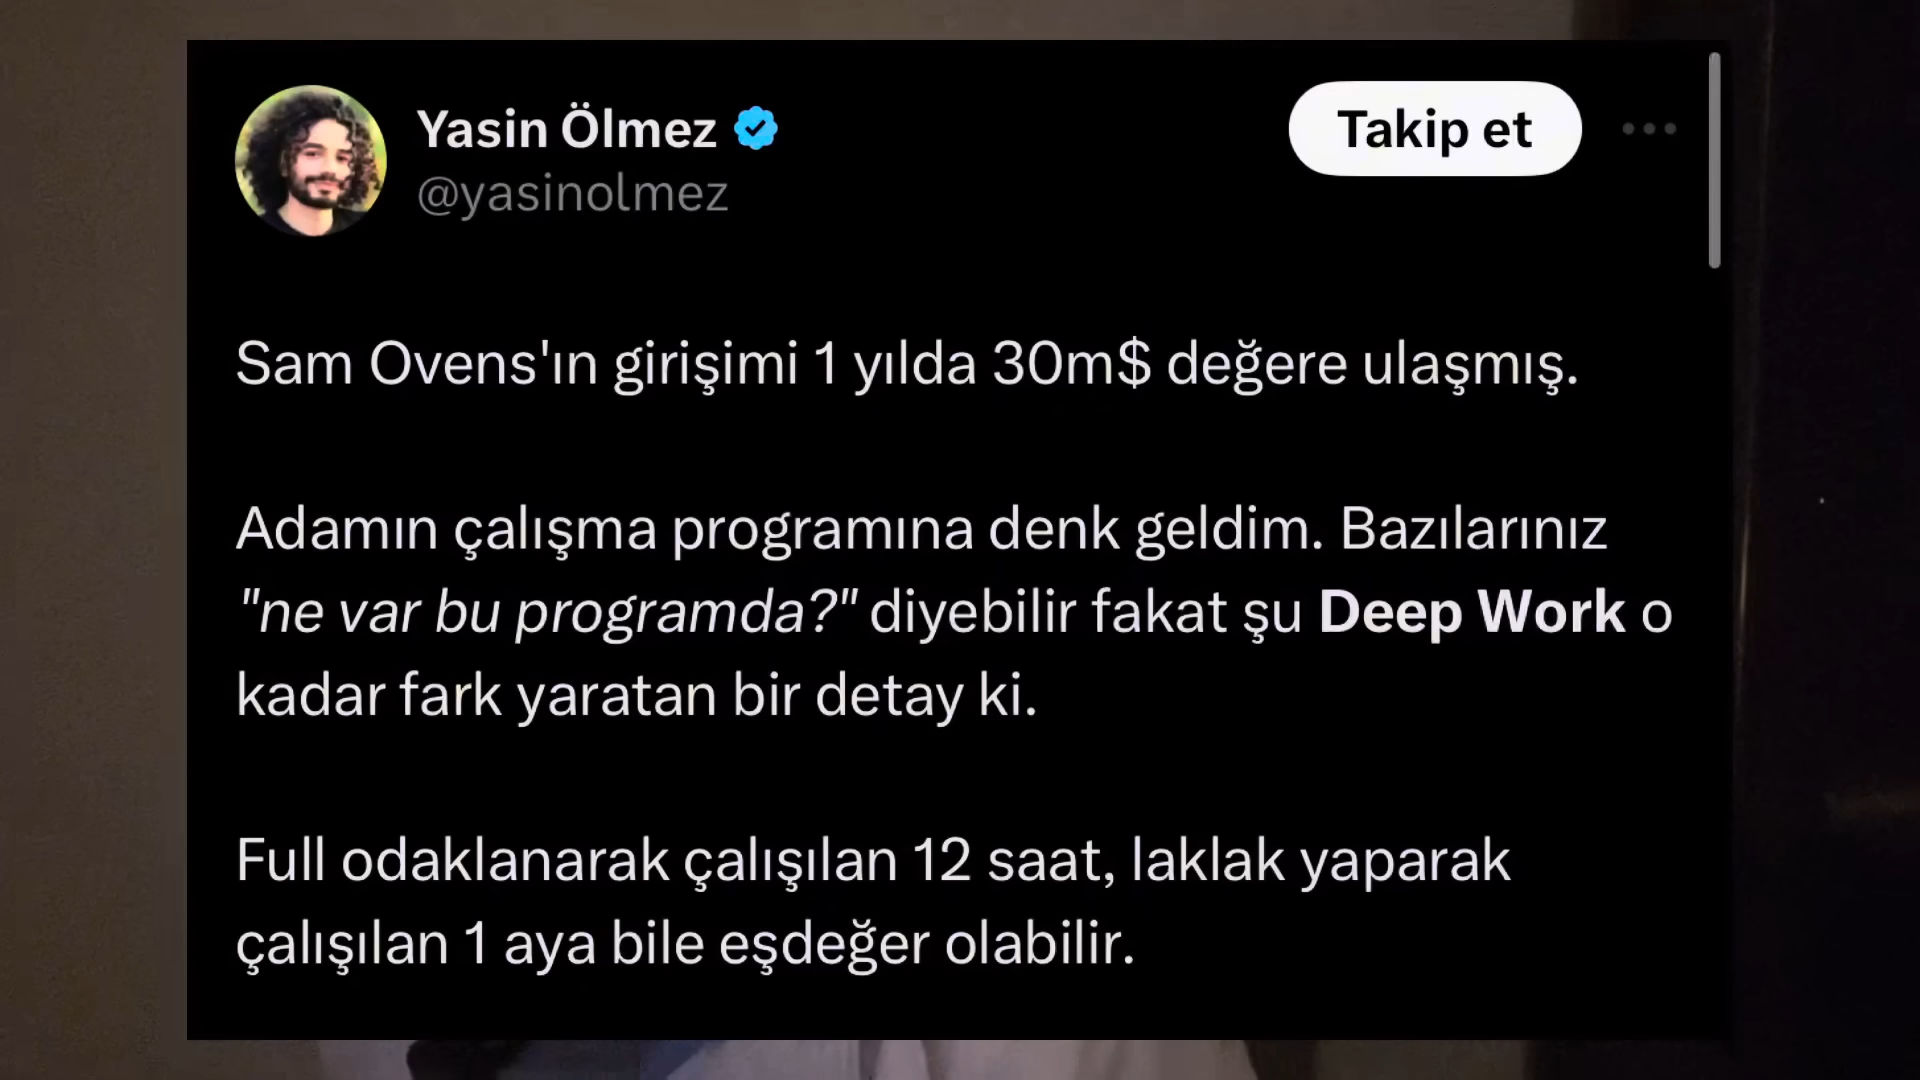 Yasin Ölmez
Takip et
@yasinolmez
Sam Ovens'ın girişimi 1 yılda 30m$ değere ulaşmış.
Adamın çalışma programına denk geldim. Bazılarınız
"ne var bu programda?" diyebilir fakat şu Deep Work o
kadar fark yaratan bir detay ki.
Full odaklanarak çalışılan 12 saat, laklak yaparak
çalışılan 1 aya bile eşdeğer olabilir.